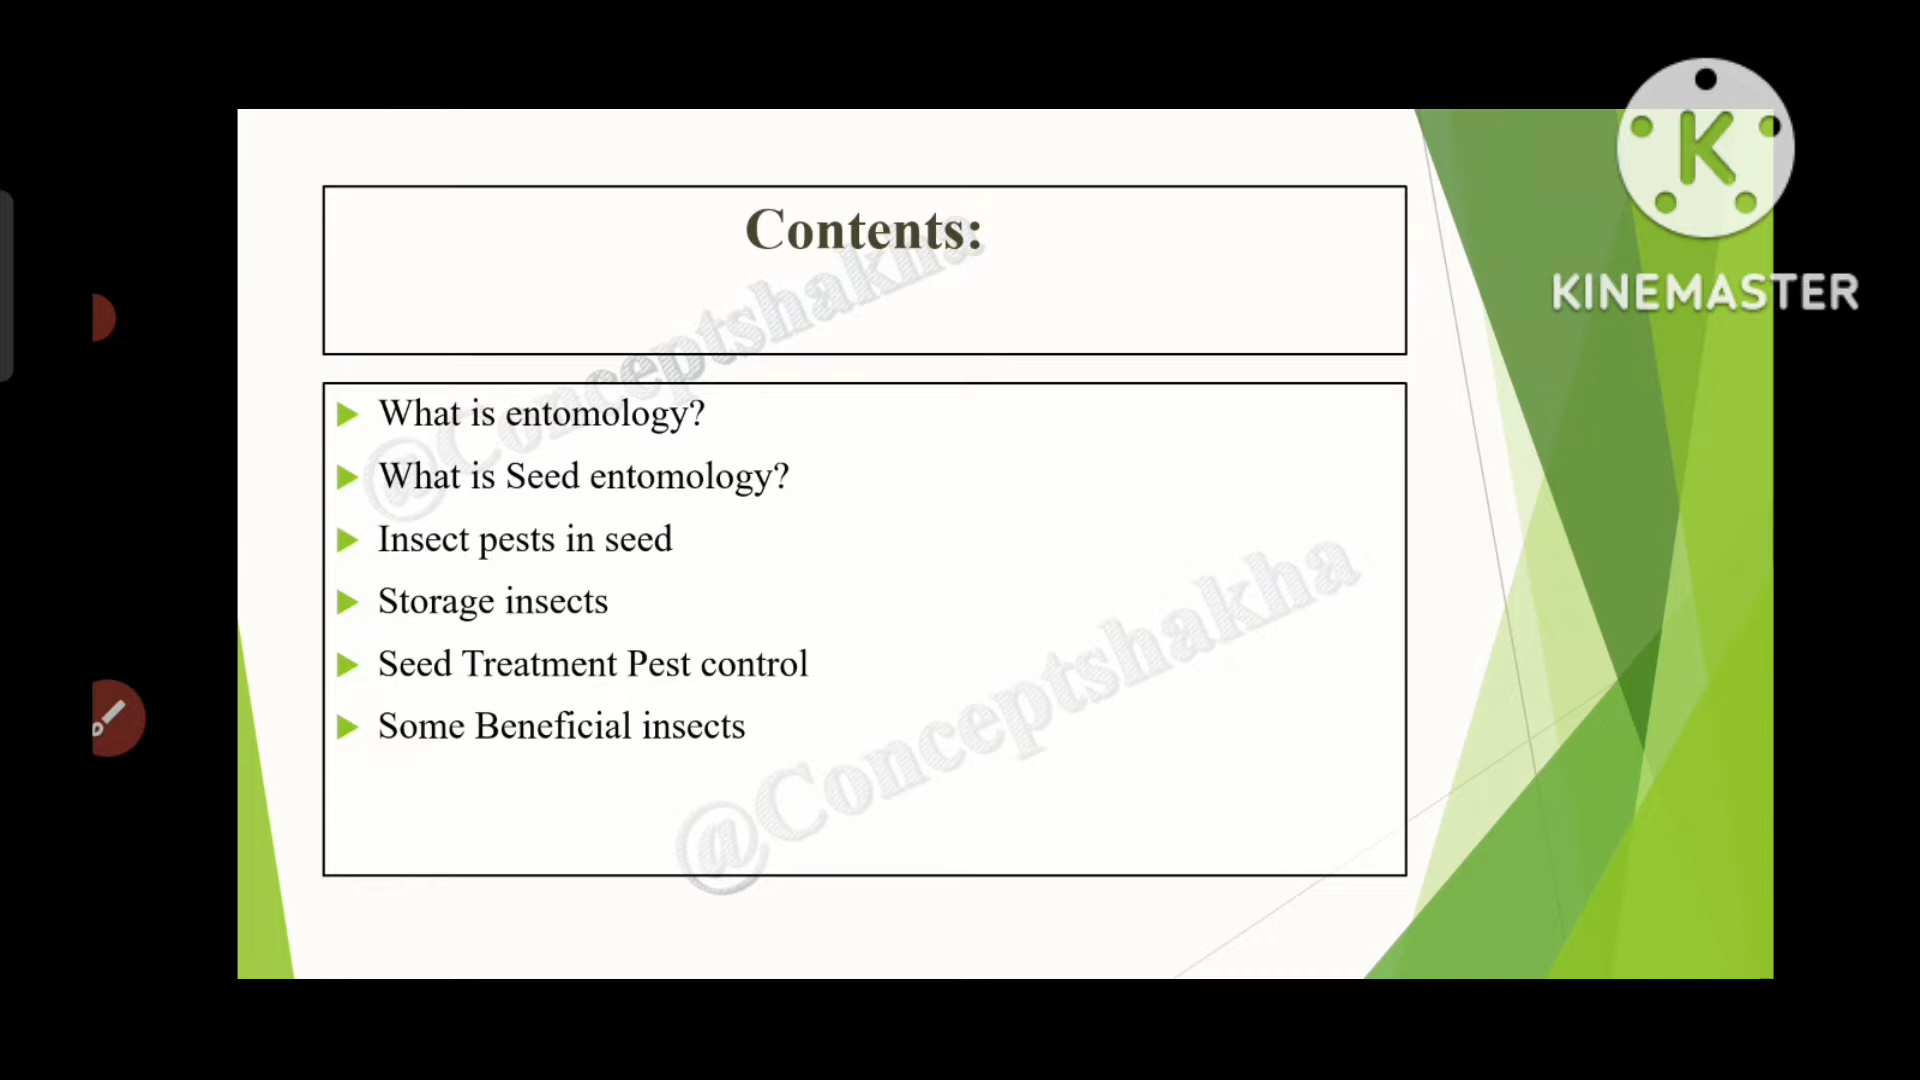 K
KINEMASTER
Contents:
@Conceptshakha
What is entomology?
What is Seed entomology?
Insect pests in seed
Storage insects
Seed Treatment Pest control
Some Beneficial insects
@Conceptshakha